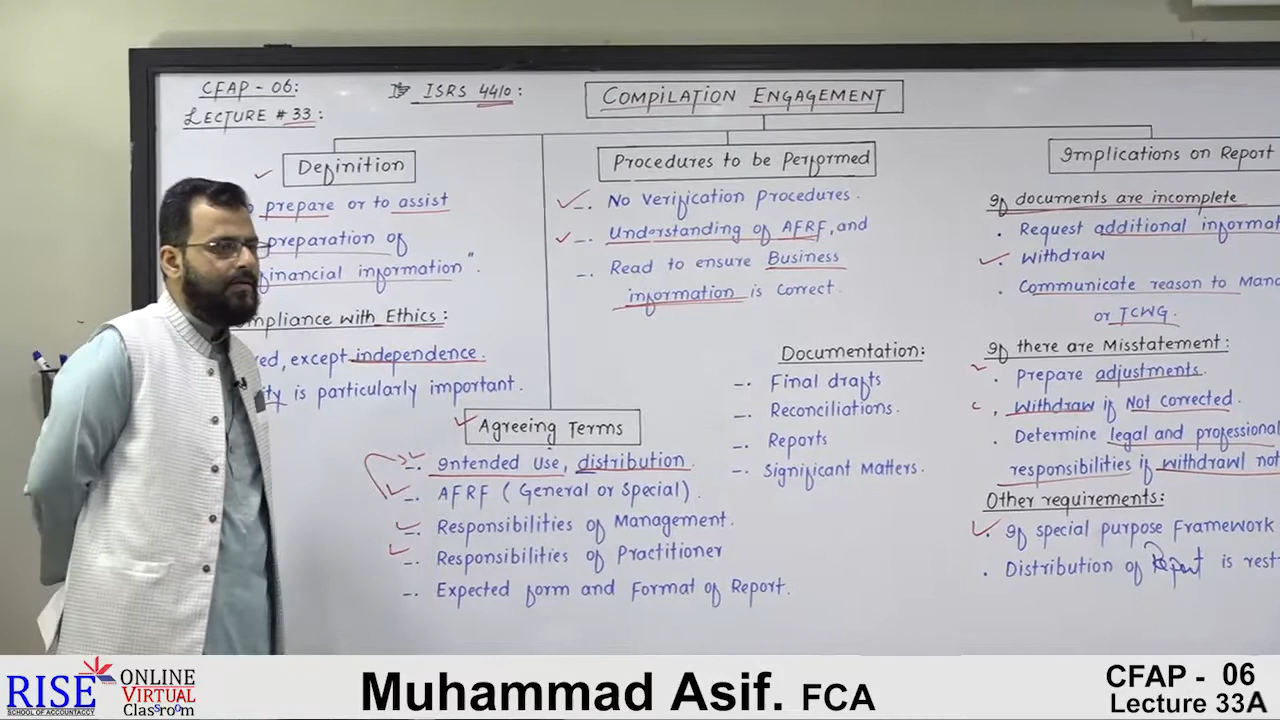 CFAP - 06:
LECTURE # 33:
ISRS 4410:
COMPILATION ENGAGEMENT
Definition
prepare or to assist
preparation of
financial information".
compliance with Ethics:
except independence.
is particularly important.
Agreeing Terms
Intended Use, distribution
AFRF (General or Special).
Responsibilities of Management.
Responsibilities of Practitioner
Expected form and Format of Report.
Procedures to be Performed
No Verification Procedures.
Understanding of AFRF, and
Read to ensure Business
information is correct.
Documentation:
Final drafts
Reconciliations.
Reports
Significant Matters.
Implications on Report
If documents are incomplete
Request additional informat
Withdraw
Communicate reason to Mana
or TCWG.
If there are Misstatement:
Prepare adjustments.
Withdraw if Not corrected.
Determine legal and professional
responsibilities if withdrawl not
Other requirements:
If special purpose Framework
Distribution of Report is rest
RISE
SCHOOL OF ACCOUNTANCY
ONLINE
VIRTUAL
Classroom
Muhammad Asif. FCA
CFAP - 06
Lecture 33A